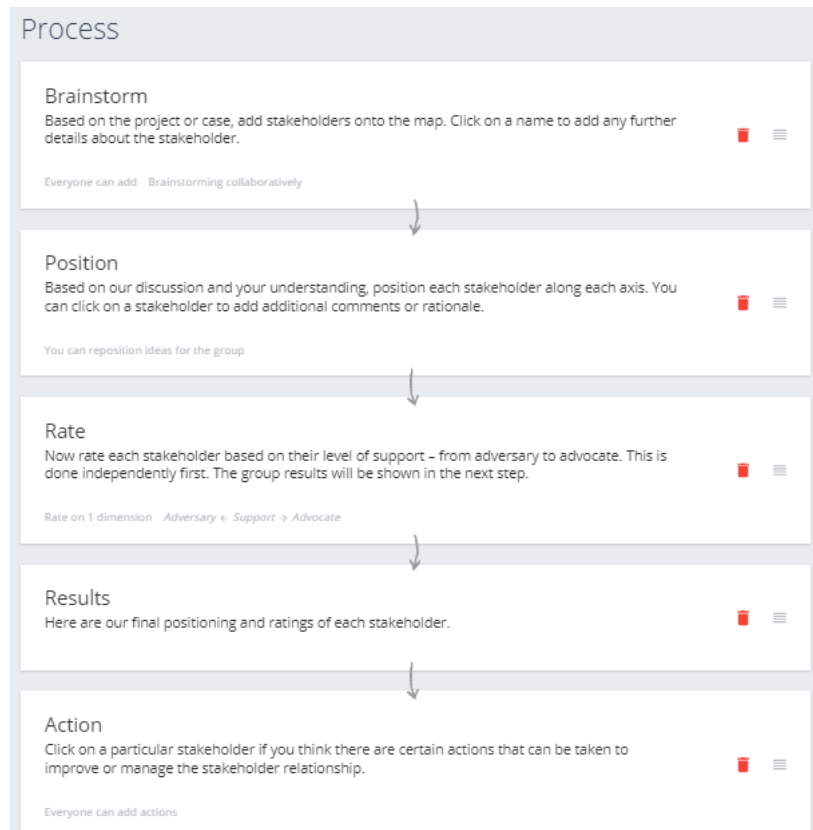 Process
Brainstorm
Based on the project or case, add stakeholders onto the map. Click on a name to add any further
details about the stakeholder.
Everyone can add Brainstorming collaboratively
Position
Based on our discussion and your understanding, position each stakeholder along each axis. You
can click on a stakeholder to add additional comments or rationale.
You can reposition ideas for the group
Rate
Now rate each stakeholder based on their level of support – from adversary to advocate. This is
done independently first. The group results will be shown in the next step.
Rate on 1 dimension Adversary ← Support → Advocate
Results
Here are our final positioning and ratings of each stakeholder.
Action
Click on a particular stakeholder if you think there are certain actions that can be taken to
improve or manage the stakeholder relationship.
Everyone can add actions